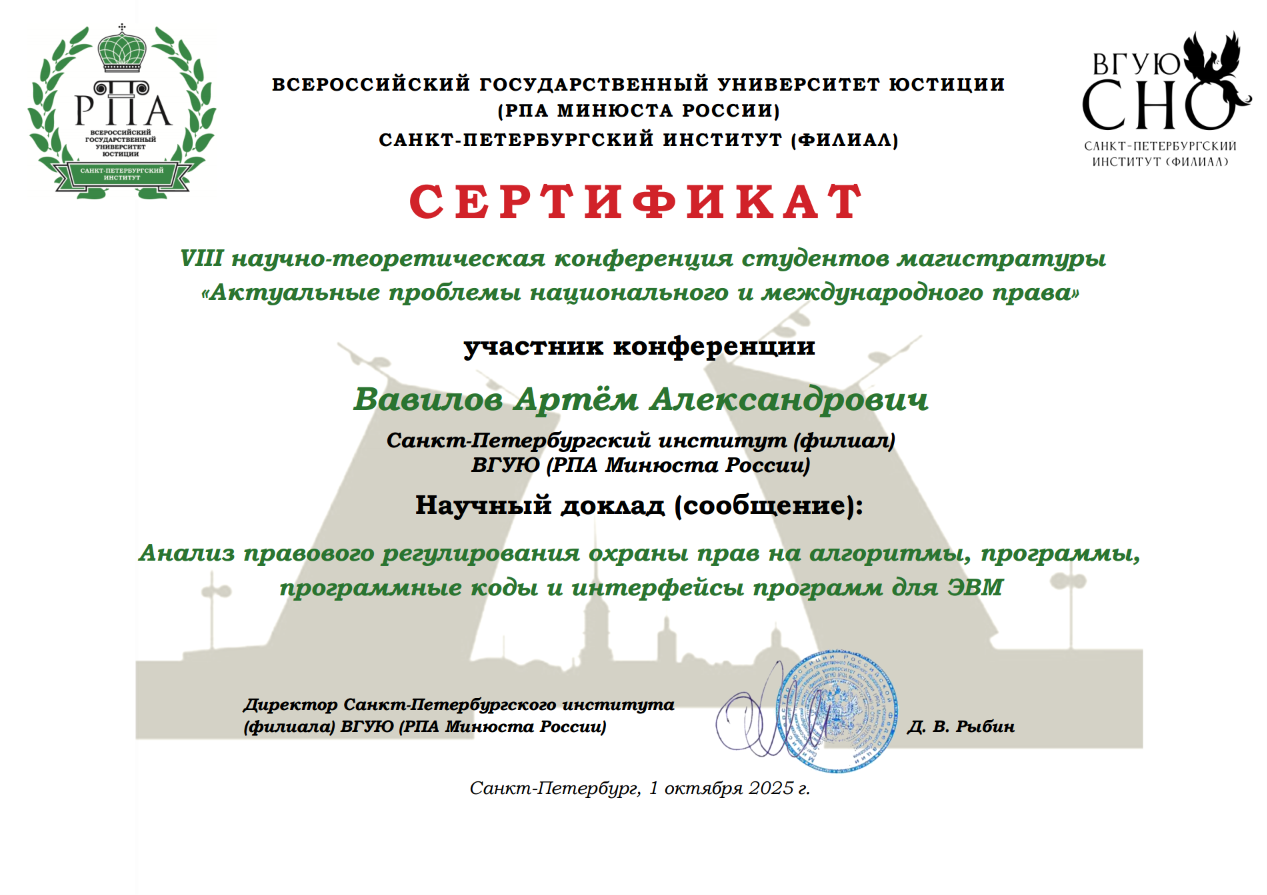 РПА
ВСЕРОССИЙСКИЙ
ГОСУДАРСТВЕННЫЙ
УНИВЕРСИТЕТ
ЮСТИЦИИ
САНКТ-ПЕТЕРБУРГСКИЙ
ИНСТИТУТ
ВГУЮ
СНО
САНКТ-ПЕТЕРБУРГСКИЙ
ИНСТИТУТ (ФИЛИАЛ)
ВСЕРОССИЙСКИЙ ГОСУДАРСТВЕННЫЙ УНИВЕРСИТЕТ ЮСТИЦИИ
(РПА МИНЮСТА РОССИИ)
САНКТ-ПЕТЕРБУРГСКИЙ ИНСТИТУТ (ФИЛИАЛ)
СЕРТИФИКАТ
VIII научно-теоретическая конференция студентов магистратуры
«Актуальные проблемы национального и международного права»
участник конференции
Вавилов Артём Александрович
Санкт-Петербургский институт (филиал)
ВГУЮ (РПА Минюста России)
Научный доклад (сообщение):
Анализ правового регулирования охраны прав на алгоритмы, программы,
программные коды и интерфейсы программ для ЭВМ
Директор Санкт-Петербургского института
(филиала) ВГУЮ (РПА Минюста России)
Министерство юстиции Российской Федерации
Д. В. Рыбин
Санкт-Петербург, 1 октября 2025 г.